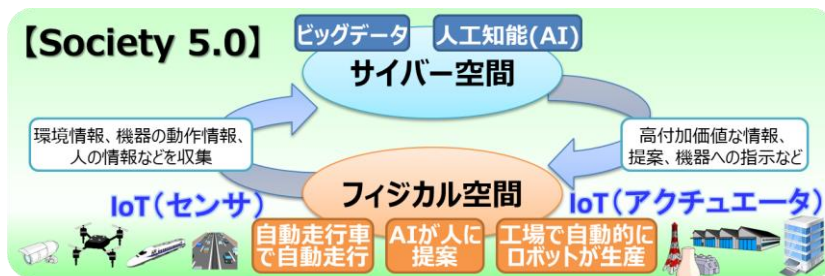 【Society 5.0】
ビッグデータ
人工知能(AI)
サイバー空間
環境情報、機器の動作情報、
人の情報などを収集
高付加価値な情報、
提案、機器への指示など
IoT(センサ)
フィジカル空間
IoT(アクチュエータ)
自動走行車
で自動走行
AIが人に
提案
工場で自動的に
ロボットが生産